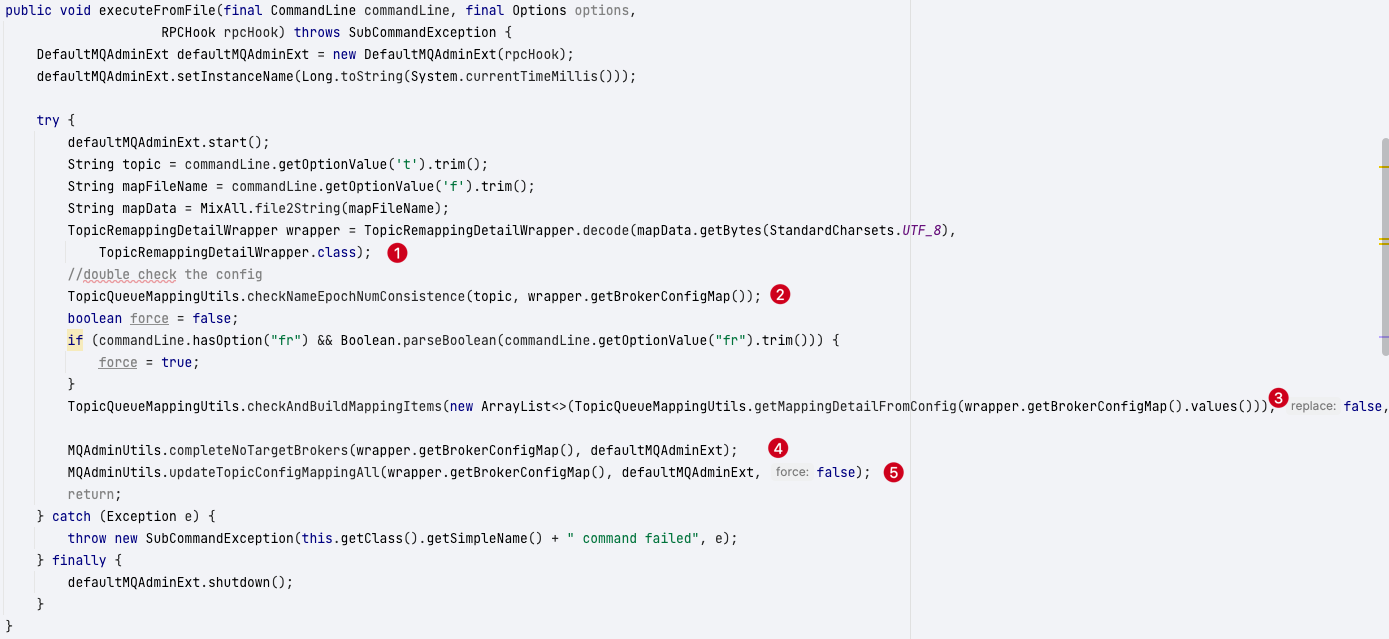 public void executeFromFile(final CommandLine commandLine, final Options options,
RPCHook rpcHook) throws SubCommandException {
DefaultMQAdminExt defaultMQAdminExt = new DefaultMQAdminExt(rpcHook);
defaultMQAdminExt.setInstanceName(Long.toString(System.currentTimeMillis()));
try {
defaultMQAdminExt.start();
String topic = commandLine.getOptionValue('t').trim();
String mapFileName = commandLine.getOptionValue('f').trim();
String mapData = MixAll.file2String(mapFileName);
TopicRemappingDetailWrapper wrapper = TopicRemappingDetailWrapper.decode(mapData.getBytes(StandardCharsets.UTF_8),
TopicRemappingDetailWrapper.class); 1
//double check the config
TopicQueueMappingUtils.checkNameEpochNumConsistence(topic, wrapper.getBrokerConfigMap()); 2
boolean force = false;
if (commandLine.hasOption("fr") && Boolean.parseBoolean(commandLine.getOptionValue("fr").trim())) {
force = true;
}
TopicQueueMappingUtils.checkAndBuildMappingItems(new ArrayList<>(TopicQueueMappingUtils.getMappingDetailFromConfig(wrapper.getBrokerConfigMap().values())), 3 replace: false,
MQAdminUtils.completeNoTargetBrokers(wrapper.getBrokerConfigMap(), defaultMQAdminExt); 4
MQAdminUtils.updateTopicConfigMappingAll(wrapper.getBrokerConfigMap(), defaultMQAdminExt, force: false); 5
return;
} catch (Exception e) {
throw new SubCommandException(this.getClass().getSimpleName() + " command failed", e);
} finally {
defaultMQAdminExt.shutdown();
}
}